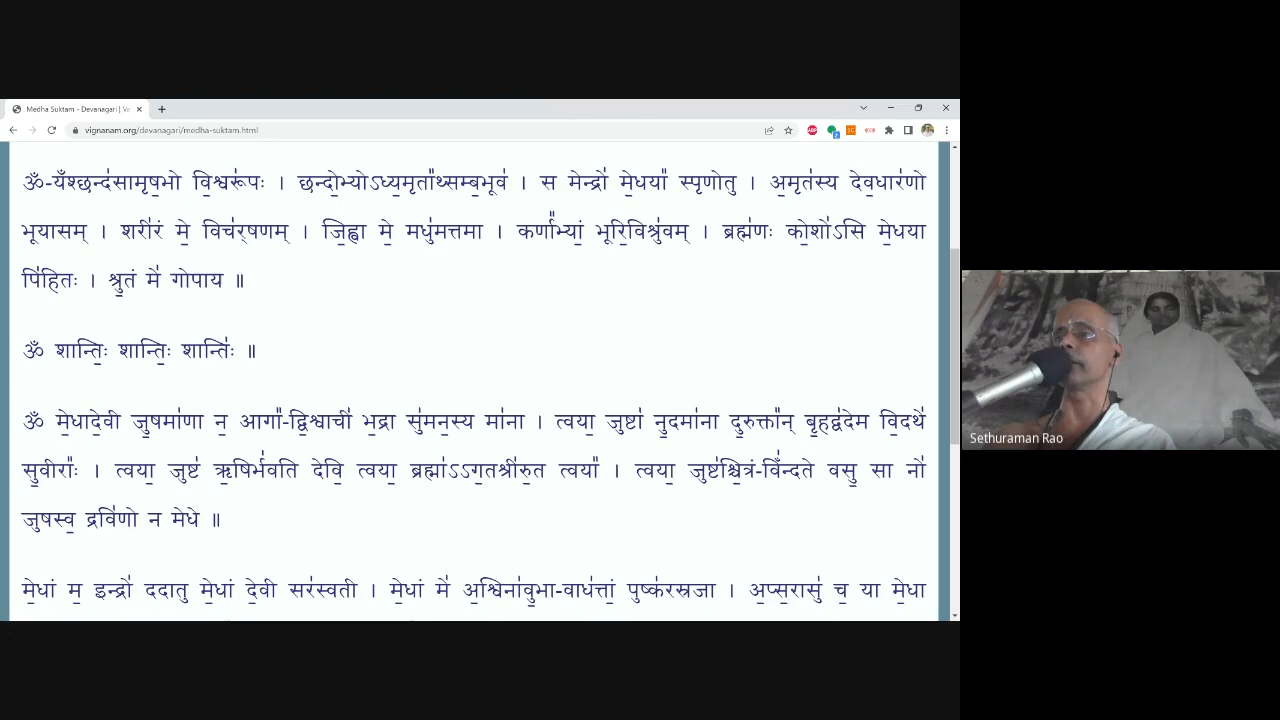 Medha Suktam - Devanagari | Va
vignanam.org/devanagari/medha-suktam.html
ॐ-यँश्छन्द॑सामृष॒भो वि॒श्वरू॑पः । छन्दो॒भ्योऽध्य॒मृता᳚थ्सम्ब॒भूव॑ । स मेन्द्रो॑ मे॒धया᳚ स्पृणोतु । अ॒मृत॑स्य देव॒धार॑णो
भूयासम् । शरी॑रं मे॒ विच॑र्​षणम् । जि॒ह्वा मे॒ मधु॑मत्तमा । कर्णा᳚भ्यां॒ भूरि॒विश्रु॑वम् । ब्रह्म॑णः को॒शो॑ऽसि मे॒धया
पि॑हितः । श्रु॒तं मे॑ गोपाय ॥
ॐ शान्तिः॒ शान्तिः॒ शान्तिः॑ ॥
ॐ मे॒धादे॒वी जु॒षमा॑णा न॒ आगा᳚-द्वि॒श्वाची॑ भ॒द्रा सु॑मन॒स्य मा॑ना । त्वया॒ जुष्टा॑ नु॒दमा॑ना दु॒रुक्ता᳚न् बृ॒हद्व॑देम वि॒दथे॑
सु॒वीराः᳚ । त्वया॒ जुष्ट॑ ऋ॒षिर्भ॑वति देवि॒ त्वया॒ ब्रह्मा॑ऽऽग॒तश्री॑रु॒त त्वया᳚ । त्वया॒ जुष्ट॑श्चि॒त्रं-विँ॑न्दते वसु॒ सा नो॑
जुषस्व॒ द्रवि॑णो न मेधे ॥
मे॒धां म॒ इन्द्रो॑ ददातु मे॒धां दे॒वी सर॑स्वती । मे॒धां मे॑ अ॒श्विना॑वु॒भा-वाध॑त्तां॒ पुष्क॑रस्रजा । अ॒प्स॒रासु॑ च॒ या मे॒धा
Sethuraman Rao